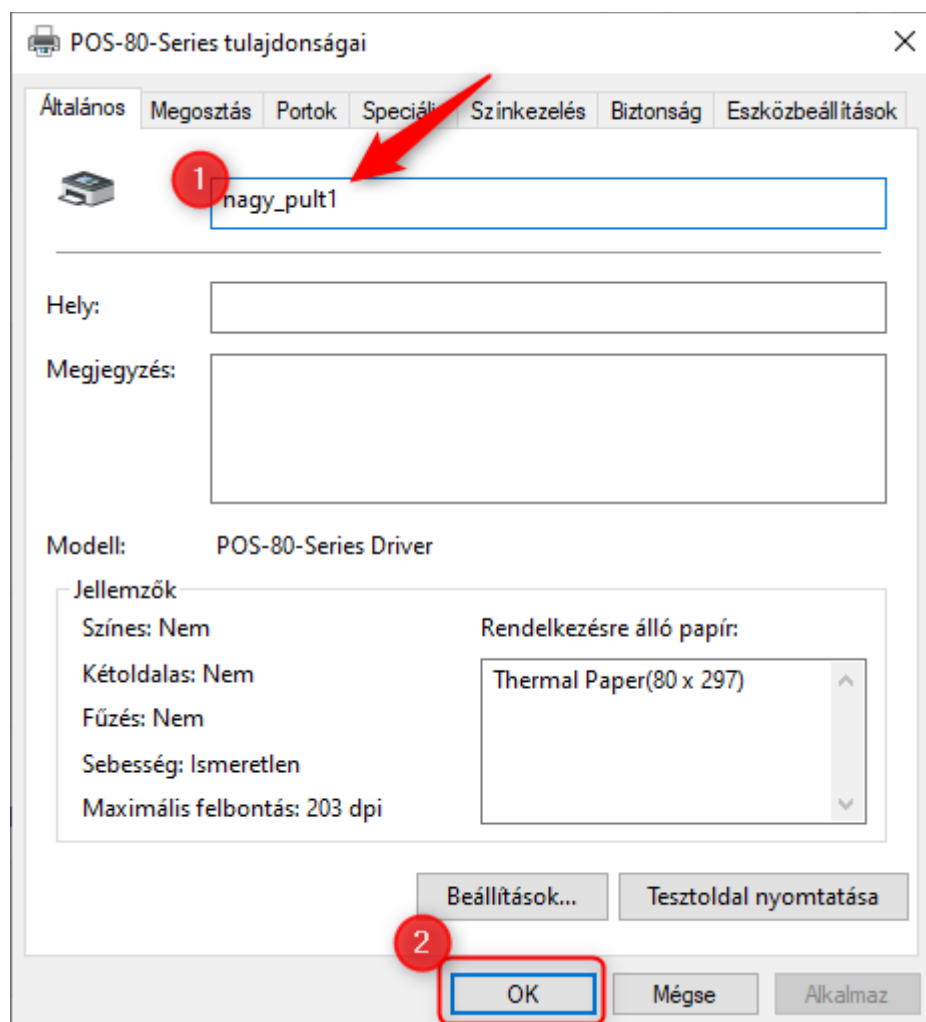 POS-80-Series tulajdonságai
Általános Megosztás Portok Speciális Színkezelés Biztonság Eszközbeállítások
1
nagy_pult1
Hely:
Megjegyzés:
Modell: POS-80-Series Driver
Jellemzők
Színes: Nem Rendelkezésre álló papír:
Kétoldalas: Nem Thermal Paper(80 x 297)
Fűzés: Nem
Sebesség: Ismeretlen
Maximális felbontás: 203 dpi
Beállítások... Tesztoldal nyomtatása
2
OK Mégse Alkalmaz